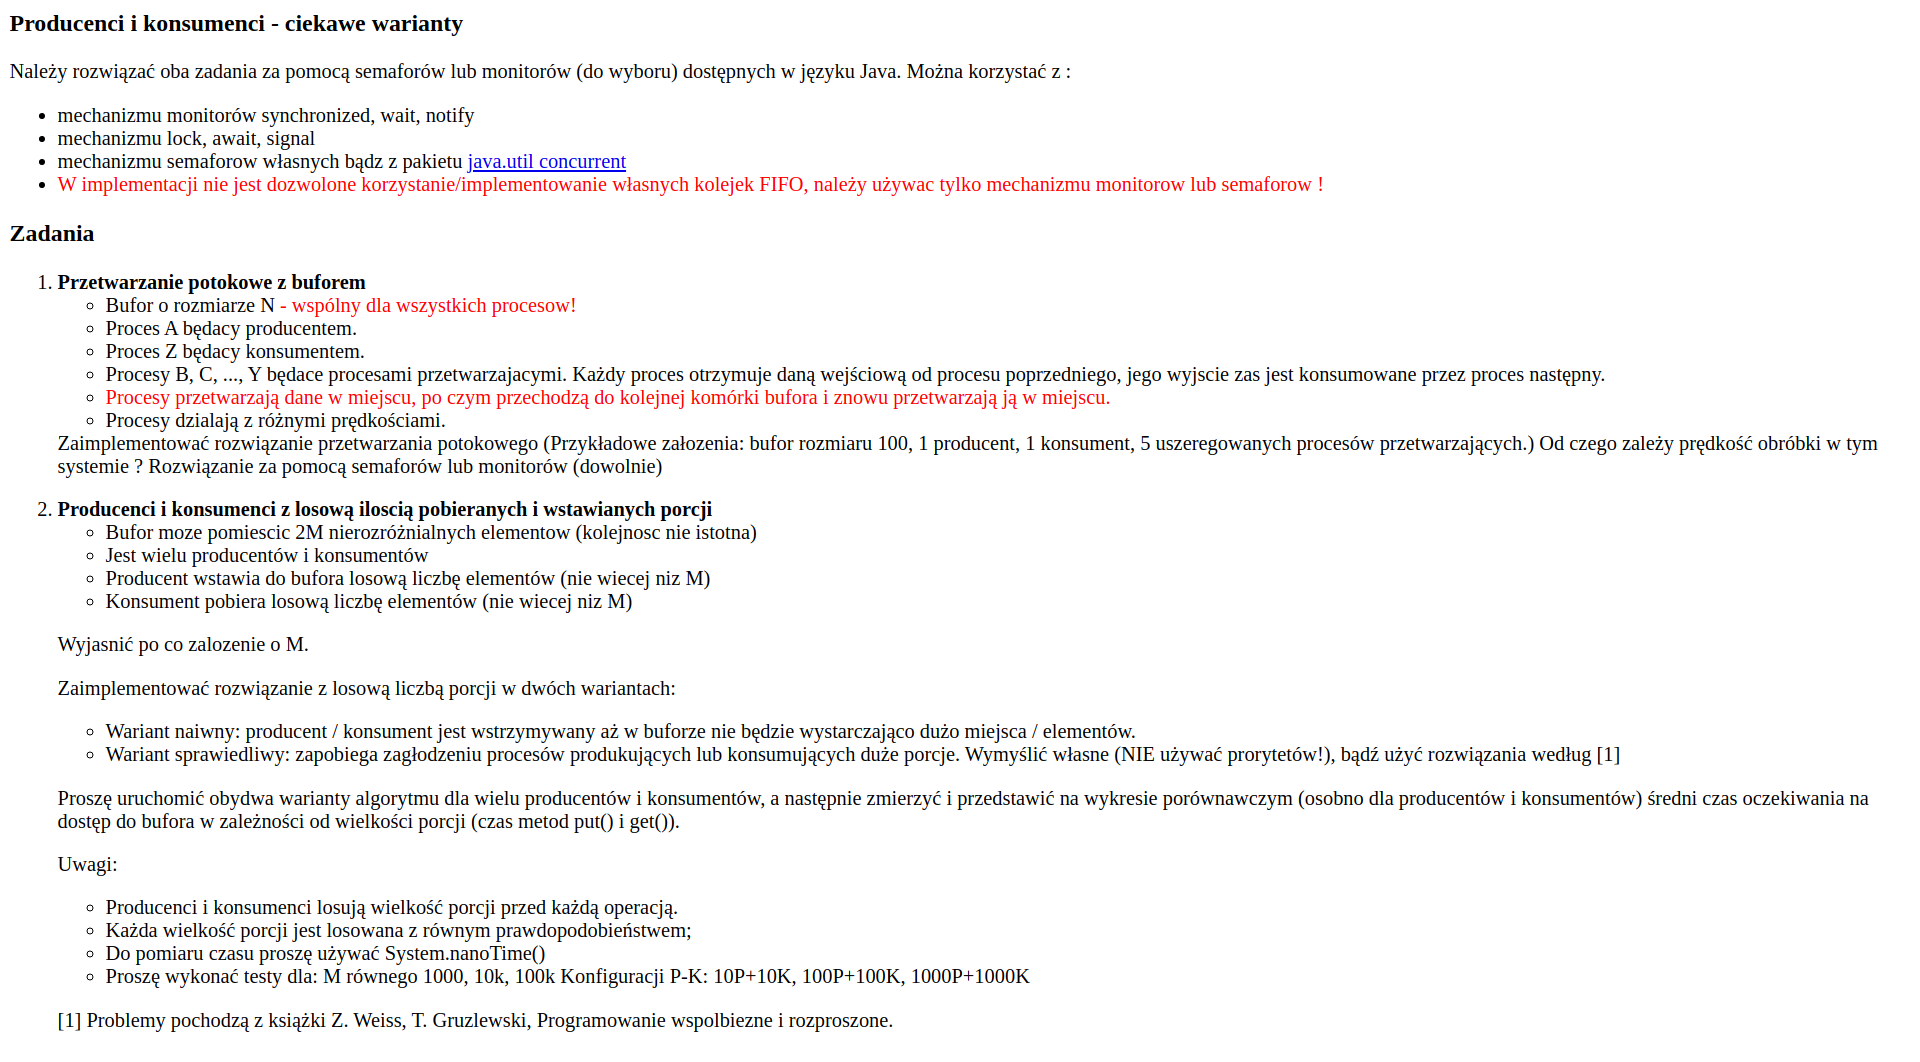 Producenci i konsumenci - ciekawe warianty
Należy rozwiązać oba zadania za pomocą semaforów lub monitorów (do wyboru) dostępnych w języku Java. Można korzystać z :
• mechanizmu monitorów synchronized, wait, notify
• mechanizmu lock, await, signal
• mechanizmu semaforow własnych bądz z pakietu java.util concurrent
• W implementacji nie jest dozwolone korzystanie/implementowanie własnych kolejek FIFO, należy używac tylko mechanizmu monitorow lub semaforow !
Zadania
1. Przetwarzanie potokowe z buforem
◦ Bufor o rozmiarze N - wspólny dla wszystkich procesow!
◦ Proces A będacy producentem.
◦ Proces Z będacy konsumentem.
◦ Procesy B, C, ..., Y będace procesami przetwarzajacymi. Każdy proces otrzymuje daną wejściową od procesu poprzedniego, jego wyjscie zas jest konsumowane przez proces następny.
◦ Procesy przetwarzają dane w miejscu, po czym przechodzą do kolejnej komórki bufora i znowu przetwarzają ją w miejscu.
◦ Procesy dzialają z różnymi prędkościami.
Zaimplementować rozwiązanie przetwarzania potokowego (Przykładowe załozenia: bufor rozmiaru 100, 1 producent, 1 konsument, 5 uszeregowanych procesów przetwarzających.) Od czego zależy prędkość obróbki w tym
systemie ? Rozwiązanie za pomocą semaforów lub monitorów (dowolnie)
2. Producenci i konsumenci z losową iloscią pobieranych i wstawianych porcji
◦ Bufor moze pomiescic 2M nierozróżnialnych elementow (kolejnosc nie istotna)
◦ Jest wielu producentów i konsumentów
◦ Producent wstawia do bufora losową liczbę elementów (nie wiecej niz M)
◦ Konsument pobiera losową liczbę elementów (nie wiecej niz M)
Wyjasnić po co zalozenie o M.
Zaimplementować rozwiązanie z losową liczbą porcji w dwóch wariantach:
◦ Wariant naiwny: producent / konsument jest wstrzymywany aż w buforze nie będzie wystarczająco dużo miejsca / elementów.
◦ Wariant sprawiedliwy: zapobiega zagłodzeniu procesów produkujących lub konsumujących duże porcje. Wymyślić własne (NIE używać prorytetów!), bądź użyć rozwiązania według [1]
Proszę uruchomić obydwa warianty algorytmu dla wielu producentów i konsumentów, a następnie zmierzyć i przedstawić na wykresie porównawczym (osobno dla producentów i konsumentów) średni czas oczekiwania na
dostęp do bufora w zależności od wielkości porcji (czas metod put() i get()).
Uwagi:
◦ Producenci i konsumenci losują wielkość porcji przed każdą operacją.
◦ Każda wielkość porcji jest losowana z równym prawdopodobieństwem;
◦ Do pomiaru czasu proszę używać System.nanoTime()
◦ Proszę wykonać testy dla: M równego 1000, 10k, 100k Konfiguracji P-K: 10P+10K, 100P+100K, 1000P+1000K
[1] Problemy pochodzą z książki Z. Weiss, T. Gruzlewski, Programowanie wspolbiezne i rozproszone.